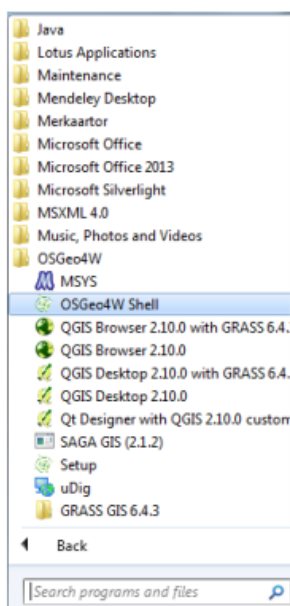 Java
Lotus Applications
Maintenance
Mendeley Desktop
Merkaartor
Microsoft Office
Microsoft Office 2013
Microsoft Silverlight
MSXML 4.0
Music, Photos and Videos
OSGeo4W
MSYS
OSGeo4W Shell
QGIS Browser 2.10.0 with GRASS 6.4.
QGIS Browser 2.10.0
QGIS Desktop 2.10.0 with GRASS 6.4.
QGIS Desktop 2.10.0
Qt Designer with QGIS 2.10.0 custom
SAGA GIS (2.1.2)
Setup
uDig
GRASS GIS 6.4.3
Back
Search programs and files